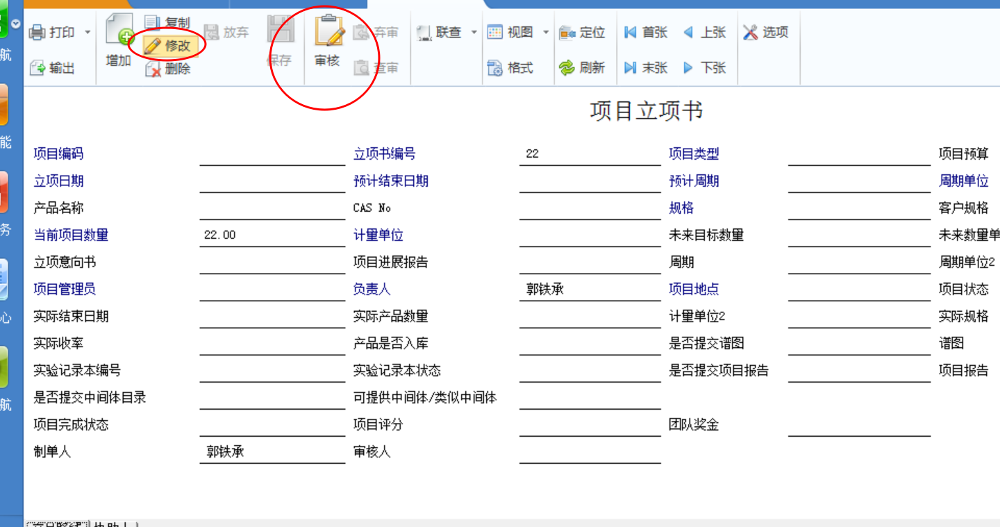 打印
复制
放弃
弃审
联查
视图
定位
首张
上张
选项
修改
增加
保存
审核
输出
删除
查审
格式
刷新
末张
下张
航
能
务
心
航
项目立项书
项目编码 立项书编号 22 项目类型 项目预算
立项日期 预计结束日期 预计周期 周期单位
产品名称 CAS No 规格 客户规格
当前项目数量 22.00 计量单位 未来目标数量 未来数量单
立项意向书 项目进展报告 周期 周期单位2
项目管理员 负责人 郭铁承 项目地点 项目状态
实际结束日期 实际产品数量 计量单位2 实际规格
实际收率 产品是否入库 是否提交谱图 谱图
实验记录本编号 实验记录本状态 是否提交项目报告 项目报告
是否提交中间体目录 可提供中间体/类似中间体
项目完成状态 项目评分 团队奖金
制单人 郭铁承 审核人